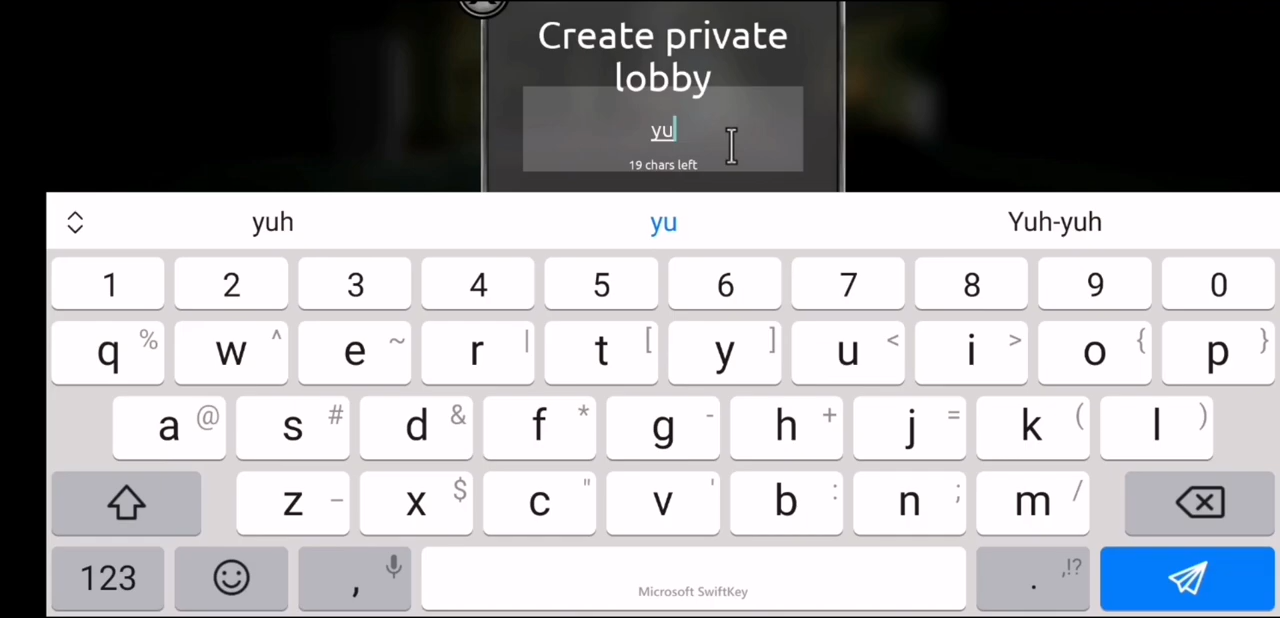 Create private
lobby
yu
19 chars left
yuh yu Yuh-yuh
1 2 3 4 5 6 7 8 9 0
q % w ^ e ~ r | t [ y ] u < i > o { p }
a @ s # d & f * g - h + j = k ( l )
z _ x $ c " v ' b : n ; m /
123 , Microsoft SwiftKey . ,!?